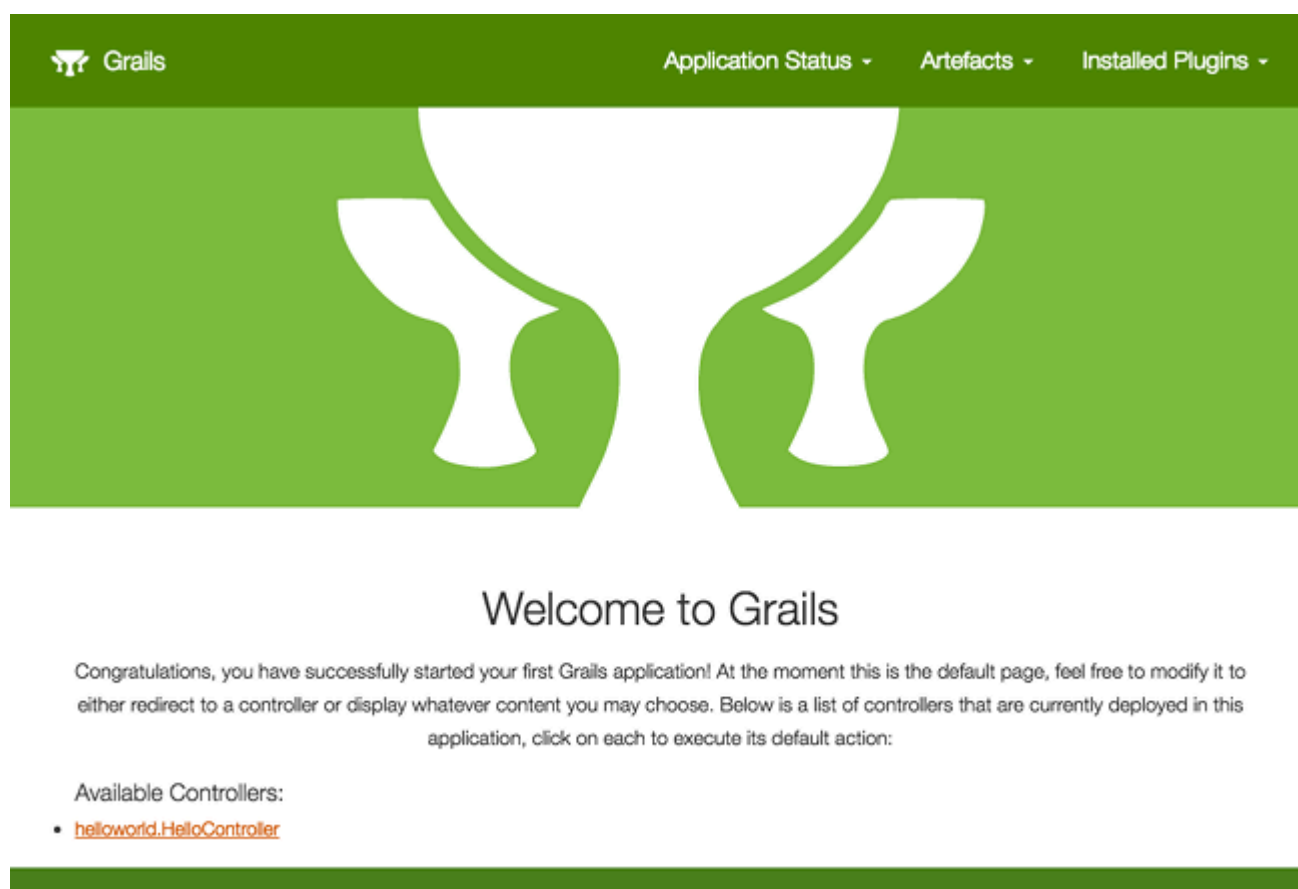 Grails
Application Status
Artefacts
Installed Plugins
Welcome to Grails
Congratulations, you have successfully started your first Grails application! At the moment this is the default page, feel free to modify it to
either redirect to a controller or display whatever content you may choose. Below is a list of controllers that are currently deployed in this
application, click on each to execute its default action:
Available Controllers:
helloworld.HelloController